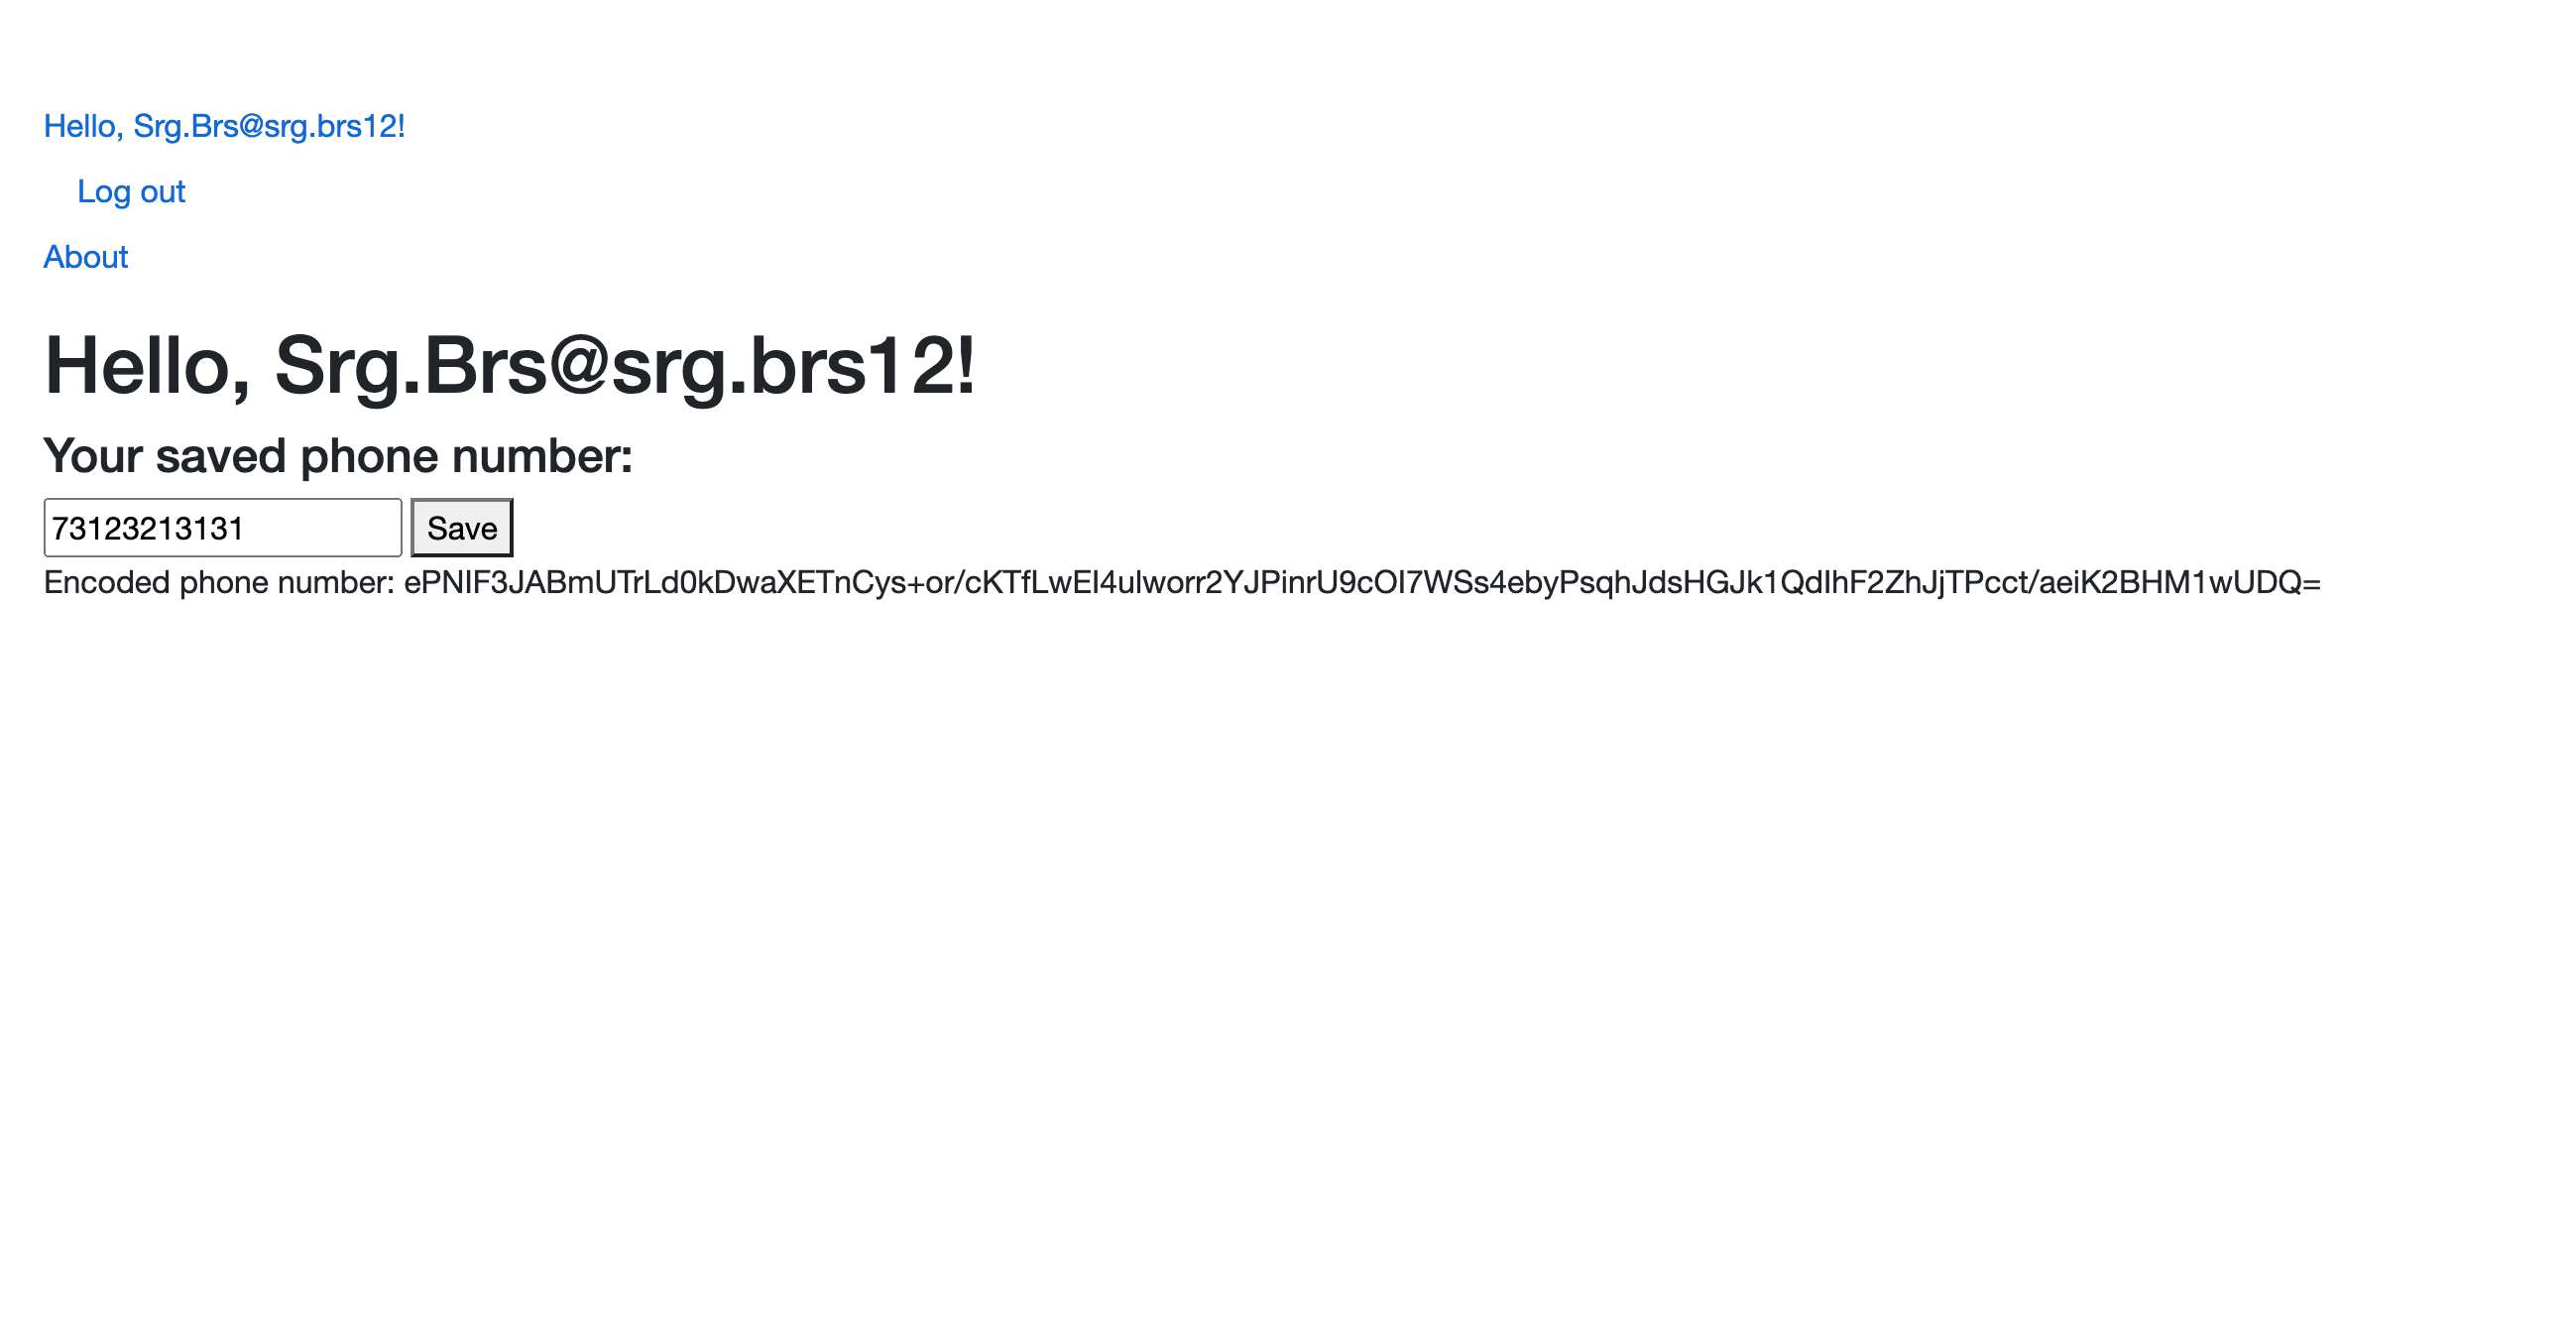 Hello, Srg.Brs@srg.brs12!
Log out
About
Hello, Srg.Brs@srg.brs12!
Your saved phone number:
73123213131 Save
Encoded phone number: ePNIF3JABmUTrLd0kDwaXETnCys+or/cKTfLwEI4uIworr2YJPinrU9cOI7WSs4ebyPsqhJdsHGJk1QdIhF2ZhJjTPcct/aeiK2BHM1wUDQ=